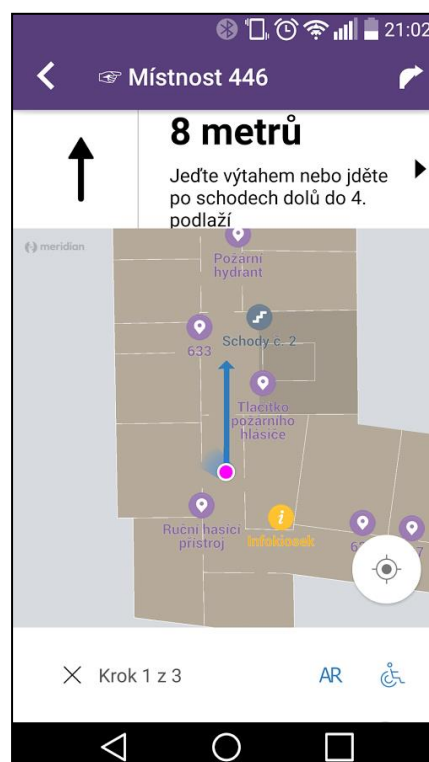 21:02
☞ Místnost 446
8 metrů
Jeďte výtahem nebo jděte
po schodech dolů do 4.
podlaží
meridian
Požární
hydrant
633
Schody c. 2
Tlačítko
požárního
hlásiče
Ruční hasicí
přístroj
Infokiosek
Krok 1 z 3
AR